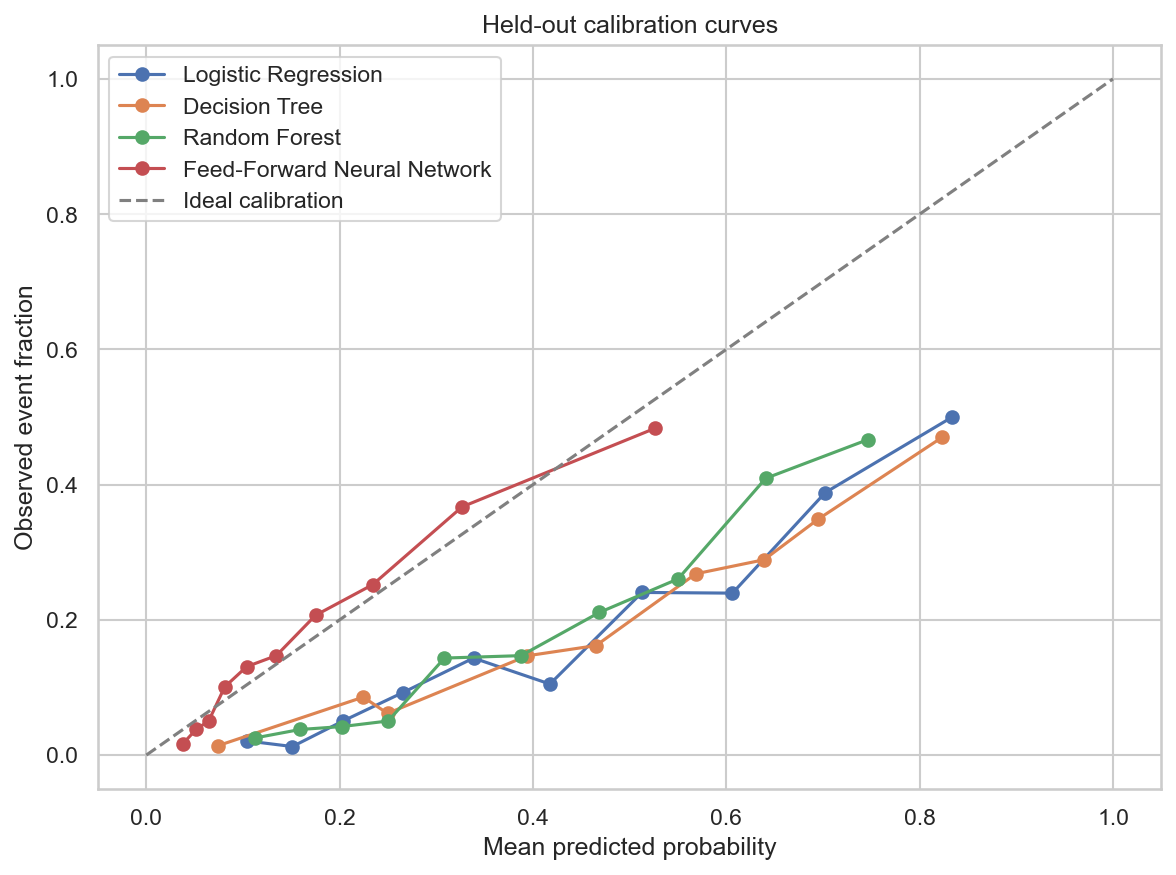 Held-out calibration curves
Logistic Regression
Decision Tree
Random Forest
Feed-Forward Neural Network
Ideal calibration
Observed event fraction
1.0
0.8
0.6
0.4
0.2
0.0
0.0 0.2 0.4 0.6 0.8 1.0
Mean predicted probability